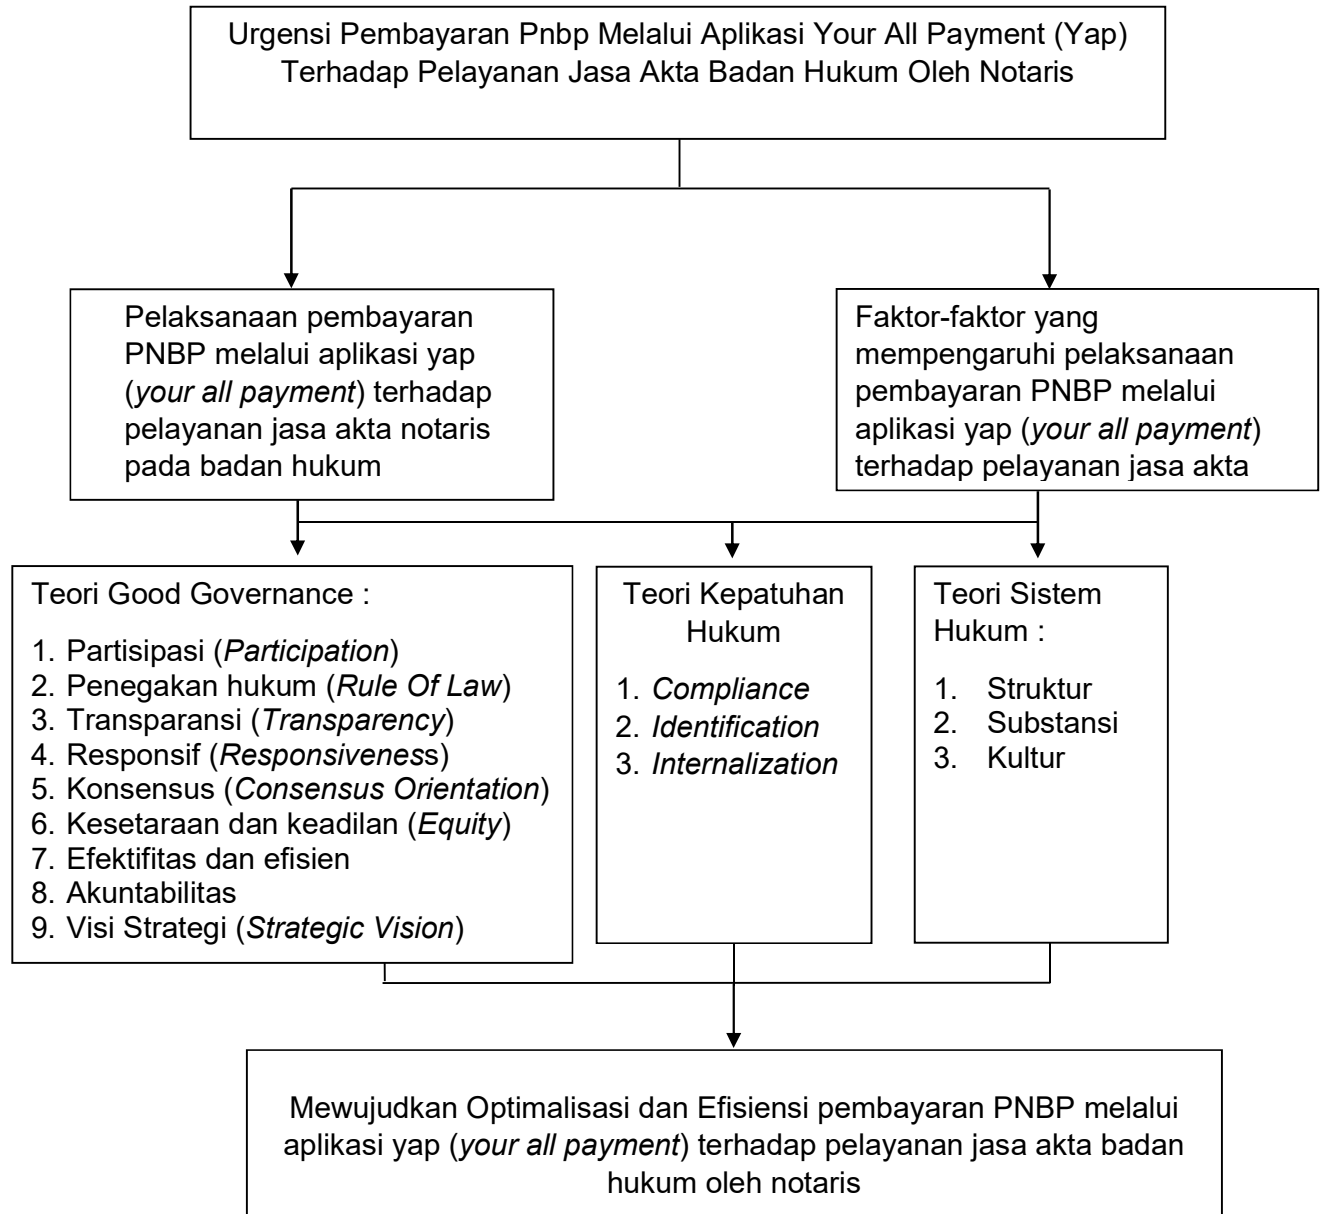 Urgensi Pembayaran Pnbp Melalui Aplikasi Your All Payment (Yap)
Terhadap Pelayanan Jasa Akta Badan Hukum Oleh Notaris
Pelaksanaan pembayaran
PNBP melalui aplikasi yap
(your all payment) terhadap
pelayanan jasa akta notaris
pada badan hukum
Faktor-faktor yang
mempengaruhi pelaksanaan
pembayaran PNBP melalui
aplikasi yap (your all payment)
terhadap pelayanan jasa akta
Teori Good Governance :
1. Partisipasi (Participation)
2. Penegakan hukum (Rule Of Law)
3. Transparansi (Transparency)
4. Responsif (Responsiveness)
5. Konsensus (Consensus Orientation)
6. Kesetaraan dan keadilan (Equity)
7. Efektifitas dan efisien
8. Akuntabilitas
9. Visi Strategi (Strategic Vision)
Teori Kepatuhan
Hukum
1. Compliance
2. Identification
3. Internalization
Teori Sistem
Hukum :
1. Struktur
2. Substansi
3. Kultur
Mewujudkan Optimalisasi dan Efisiensi pembayaran PNBP melalui
aplikasi yap (your all payment) terhadap pelayanan jasa akta badan
hukum oleh notaris